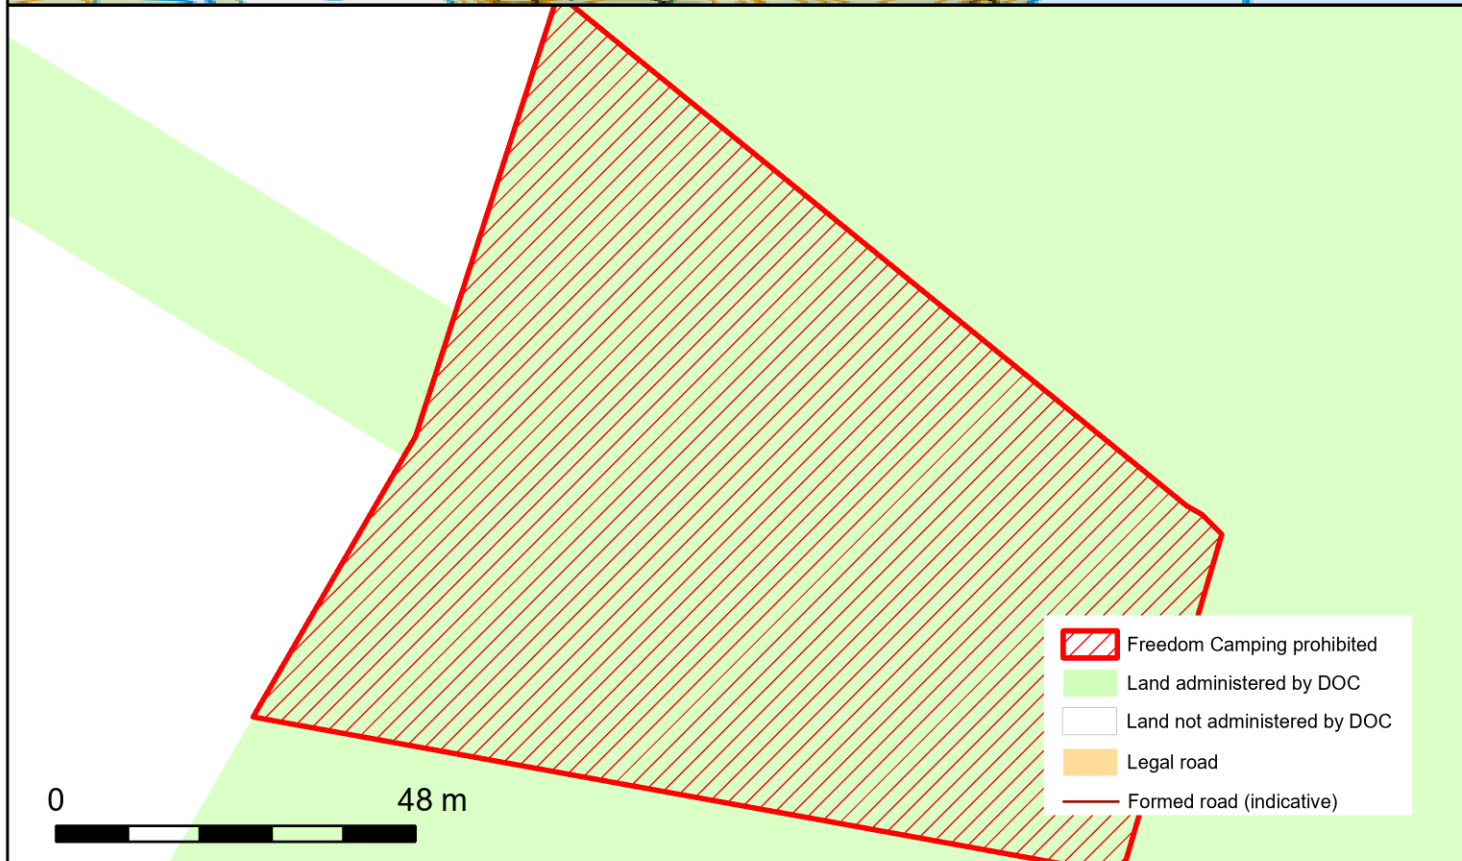 Freedom Camping prohibited
Land administered by DOC
Land not administered by DOC
Legal road
Formed road (indicative)
0 48 m